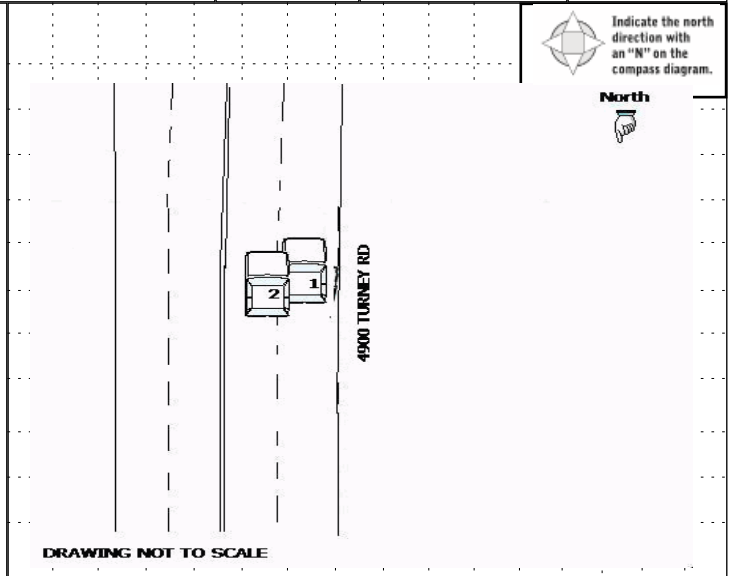 Indicate the north
direction with
an “N” on the
compass diagram.
North
1
2
4900 TURNEY RD
DRAWING NOT TO SCALE